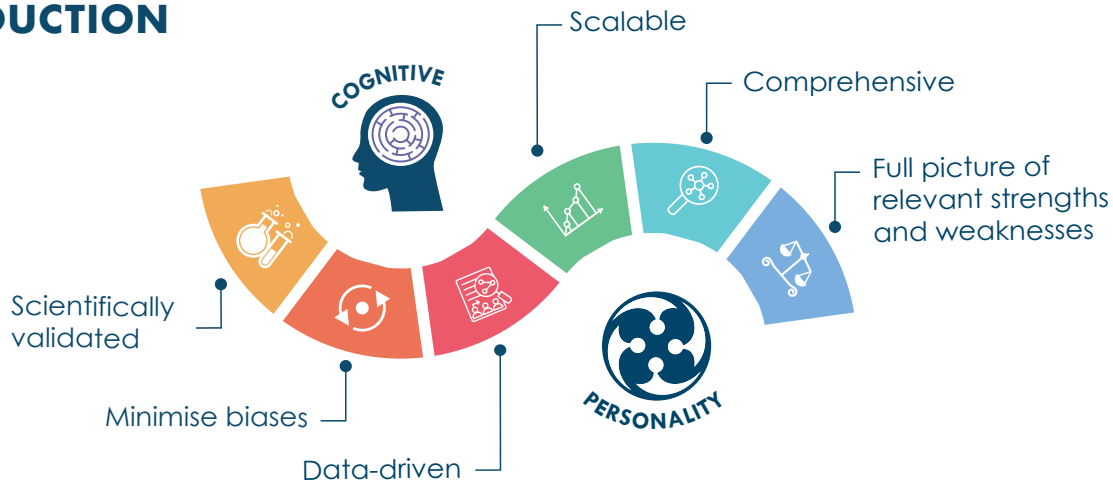 DUCTION
Scalable
COGNITIVE
Comprehensive
Full picture of
relevant strengths
and weaknesses
Scientifically
validated
Minimise biases
PERSONALITY
Data-driven